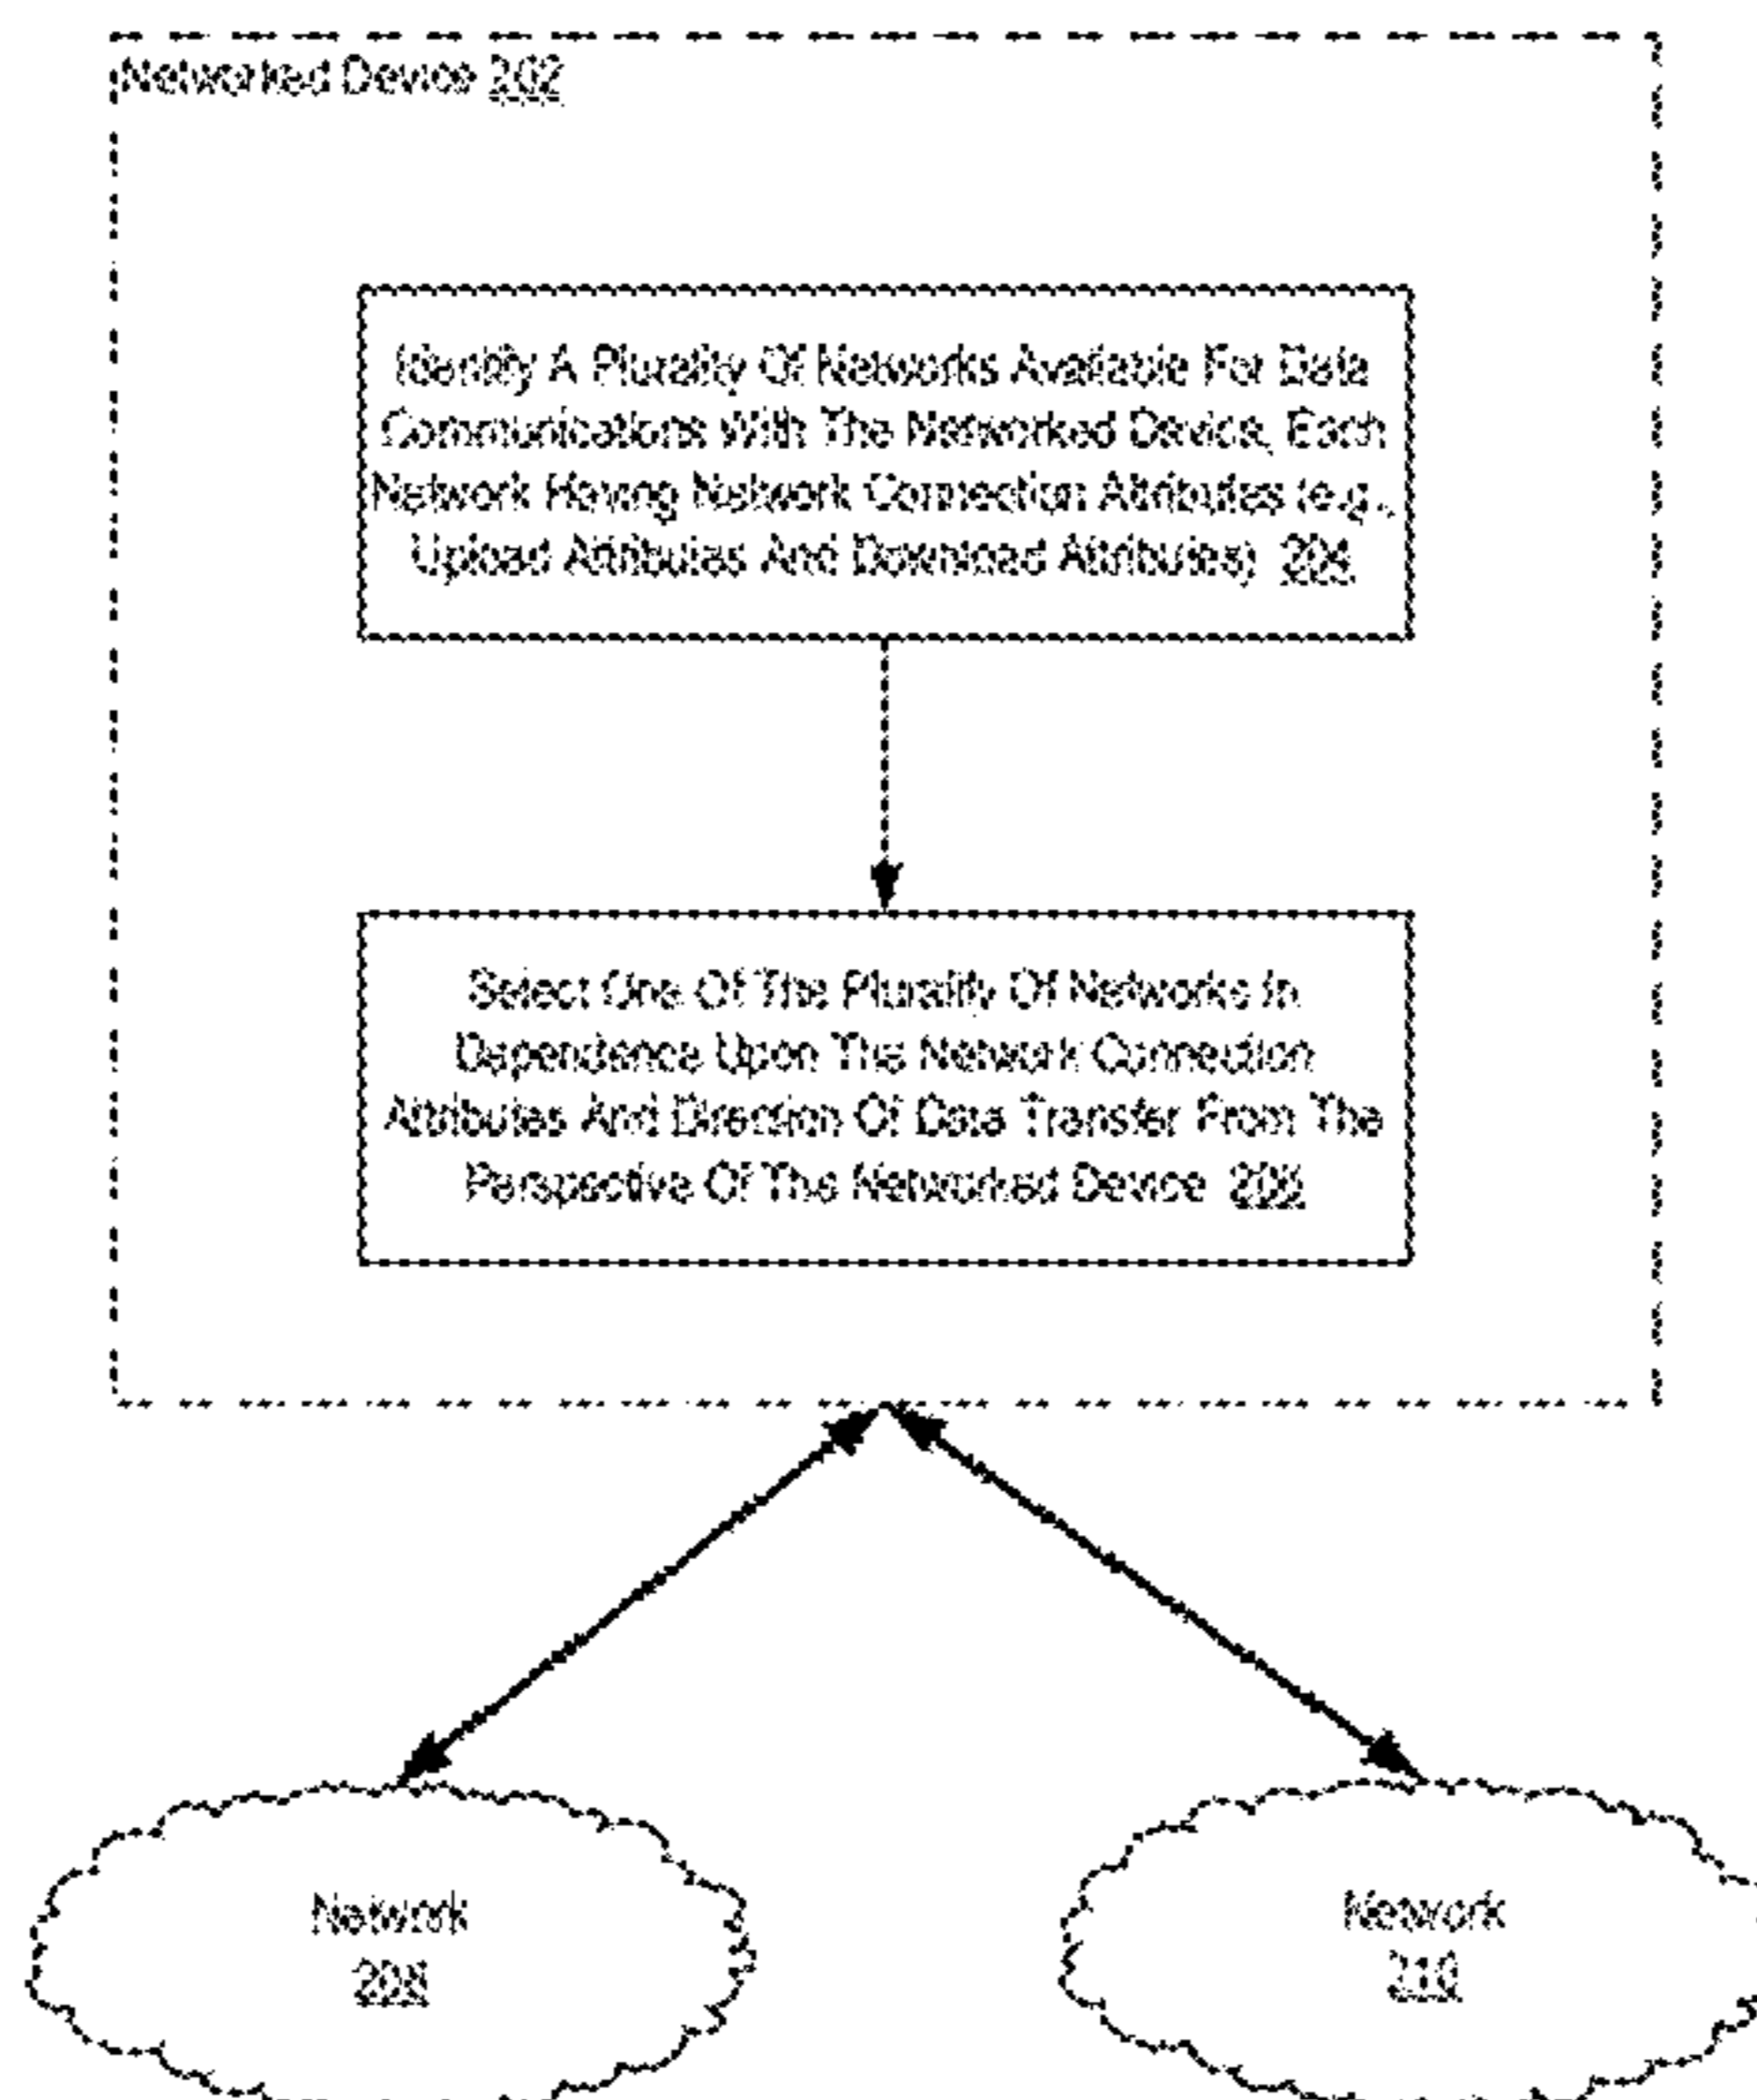 Networked Device 202
Identify A Plurality Of Networks Available For Data
Communications With The Networked Device, Each
Network Having Network Connection Attributes (e.g.,
Upload Attributes And Download Attributes) 204
Select One Of The Plurality Of Networks In
Dependence Upon The Network Connection
Attributes And Direction Of Data Transfer From The
Perspective Of The Networked Device
Network
Network
210